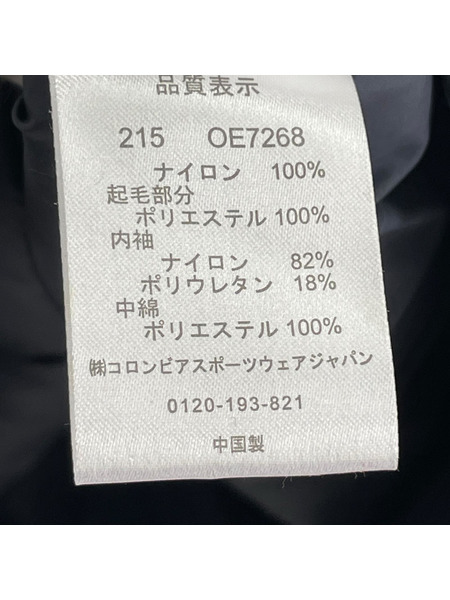 品質表示
215 OE7268
ナイロン 100%
起毛部分
ポリエステル 100%
内袖
ナイロン 82%
ポリウレタン 18%
中綿
ポリエステル 100%
㈱コロンビアスポーツウェアジャパン
0120-193-821
中国製